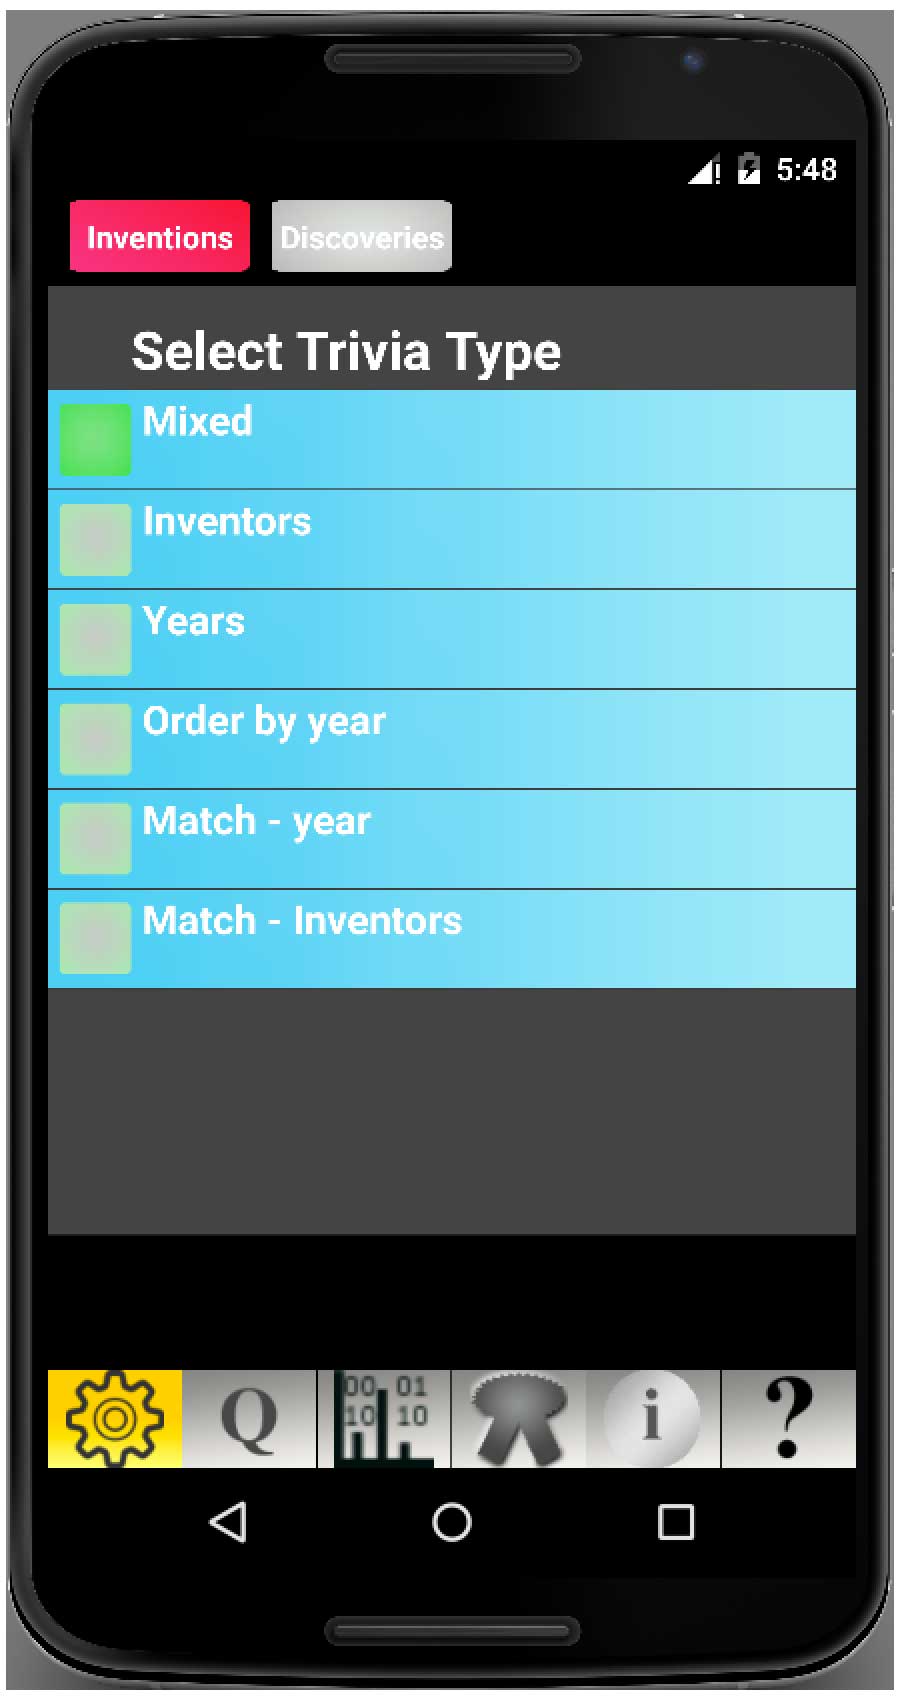 5:48
Inventions Discoveries
Select Trivia Type
Mixed
Inventors
Years
Order by year
Match - year
Match - Inventors
00 01
10 10
Q i ?